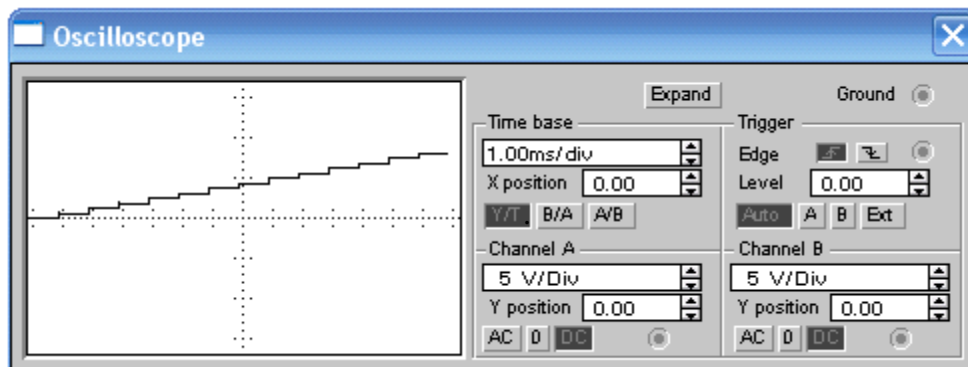 Oscilloscope
Expand Ground
Time base Trigger
1.00ms/div Edge
X position 0.00 Level 0.00
Y/T B/A A/B Auto A B Ext
Channel A Channel B
5 V/Div 5 V/Div
Y position 0.00 Y position 0.00
AC 0 DC AC 0 DC